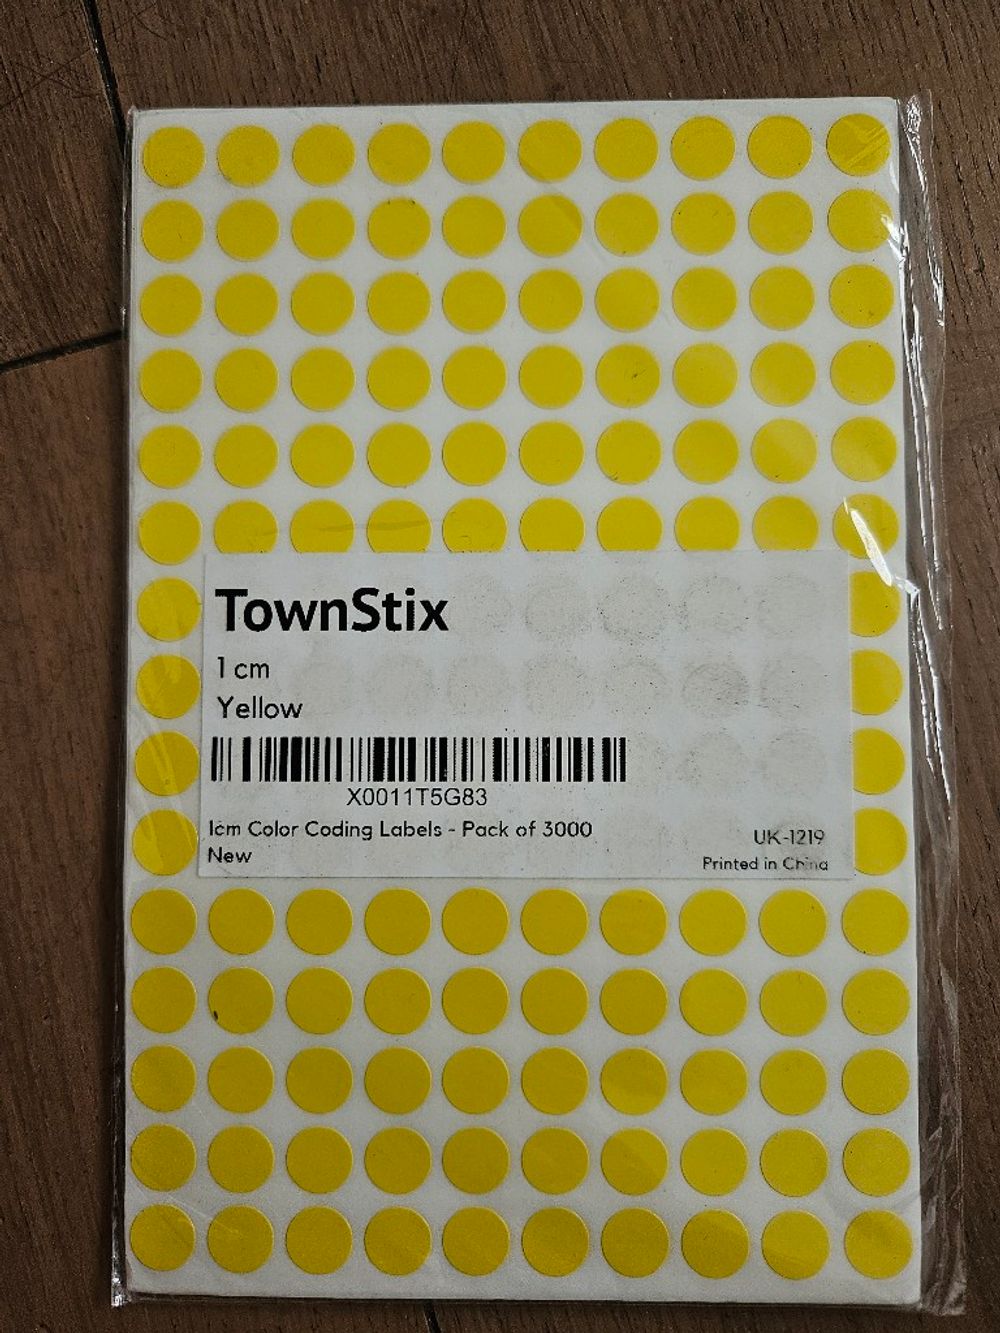 TownStix
1 cm
Yellow
X0011T5G83
1cm Color Coding Labels - Pack of 3000
New
UK-1219
Printed in China